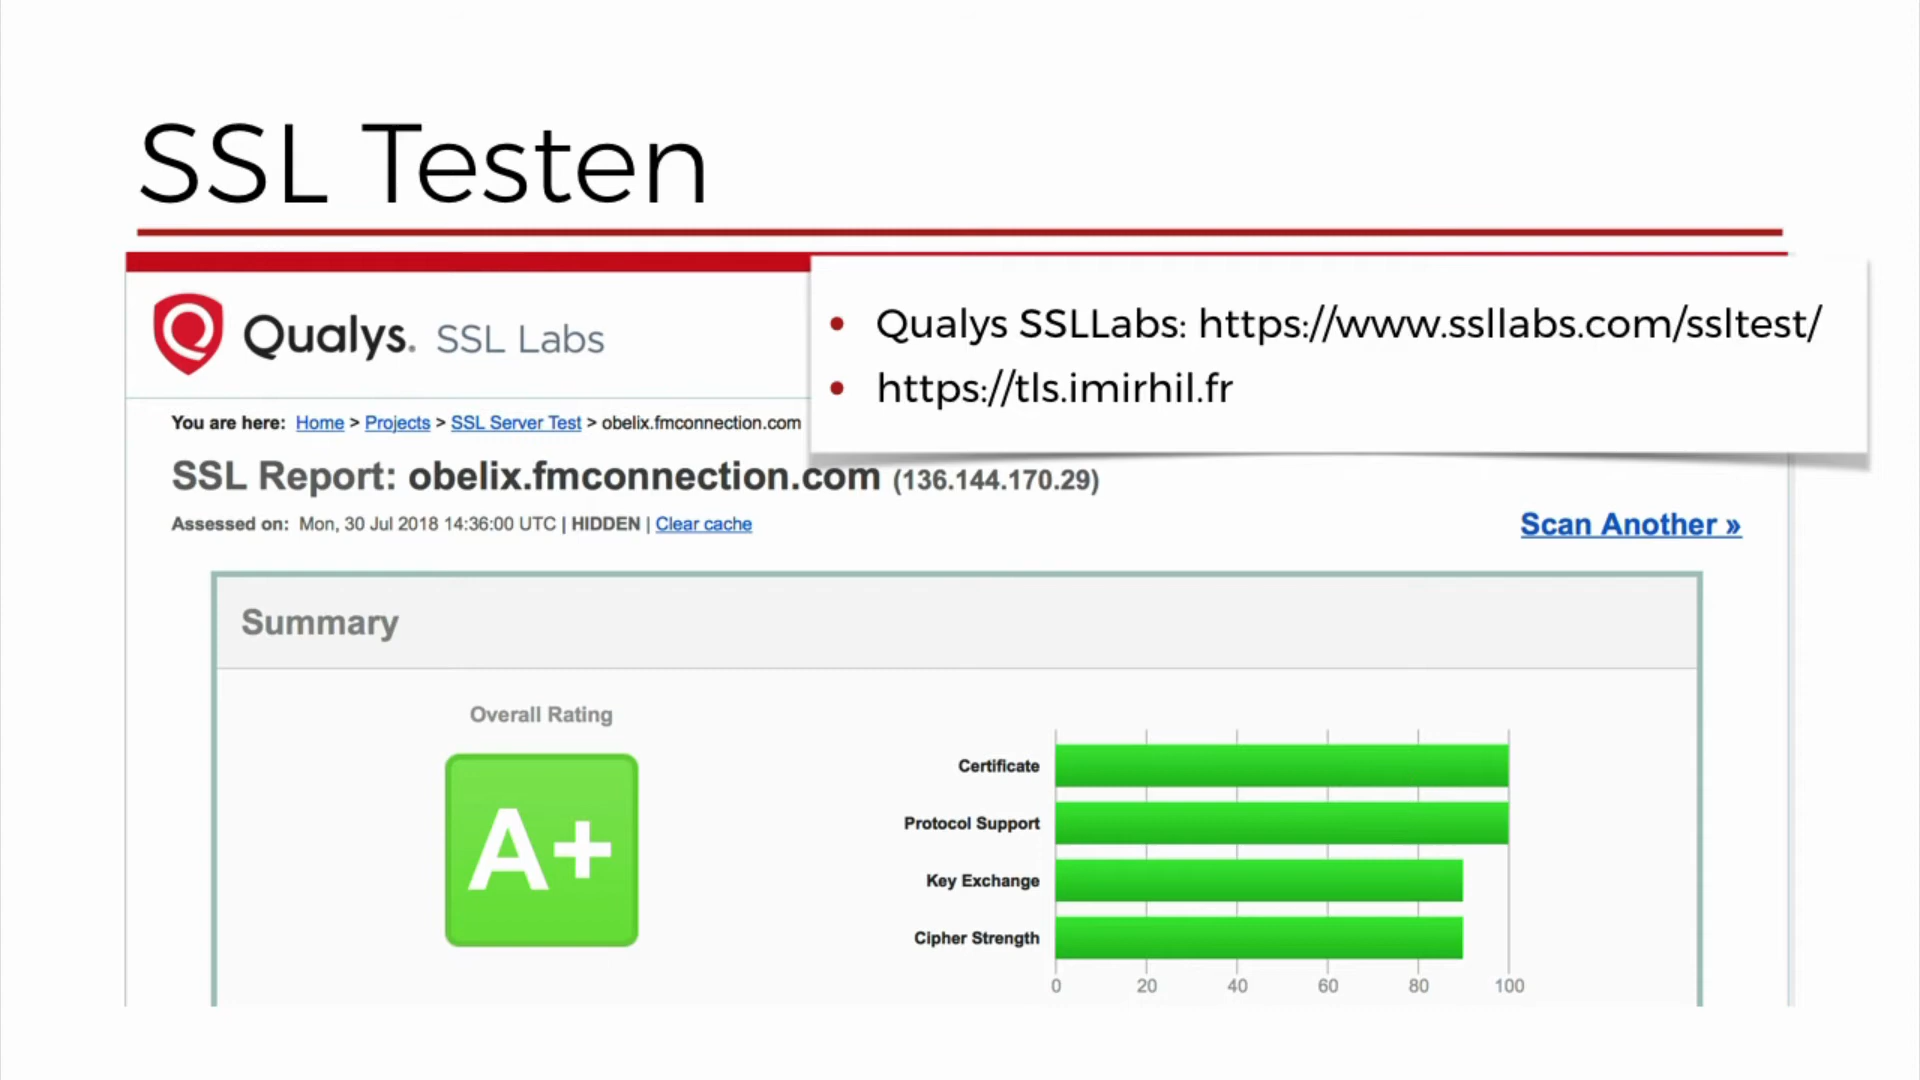 SSL Testen
Qualys. SSL Labs
• Qualys SSLLabs: https://www.ssllabs.com/ssltest/
• https://tls.imirhil.fr
You are here: Home > Projects > SSL Server Test > obelix.fmconnection.com
SSL Report: obelix.fmconnection.com (136.144.170.29)
Assessed on: Mon, 30 Jul 2018 14:36:00 UTC | HIDDEN | Clear cache
Scan Another »
Summary
Overall Rating
A+
Certificate
Protocol Support
Key Exchange
Cipher Strength
0 20 40 60 80 100